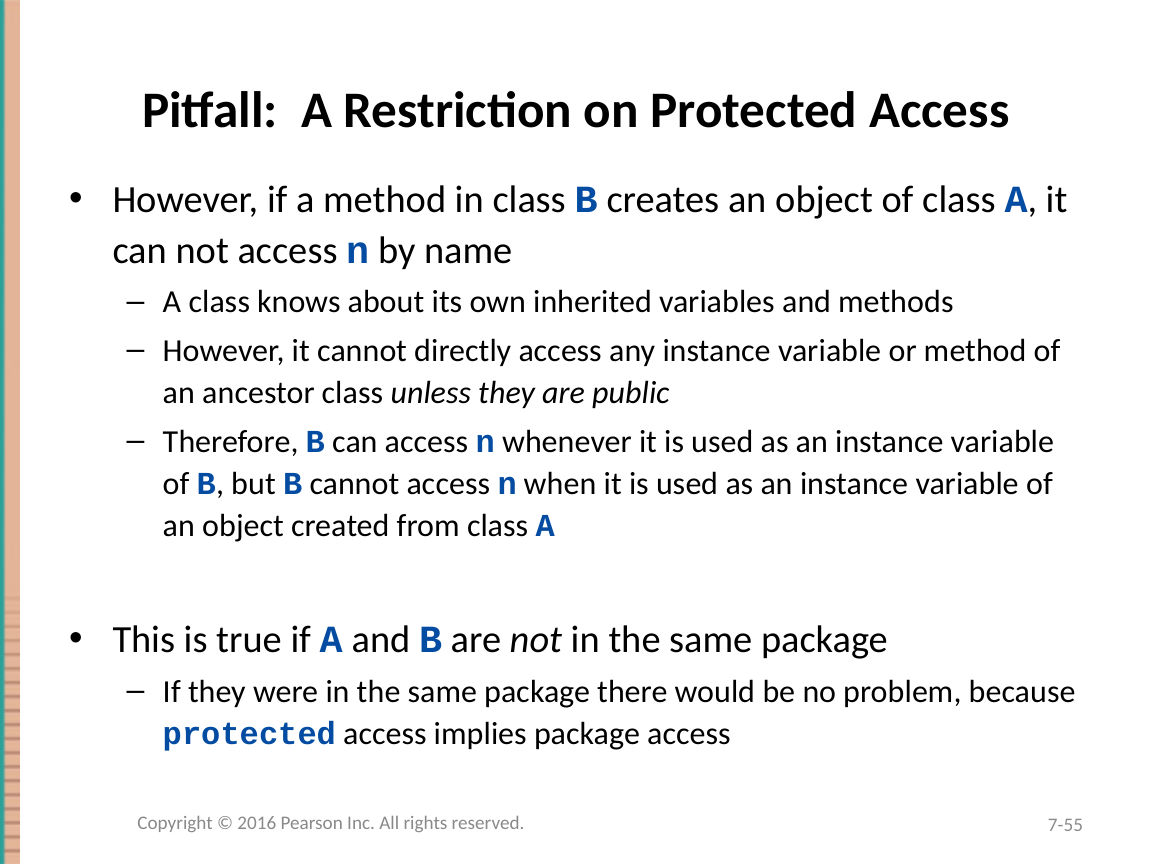 Pitfall:  A Restriction on Protected Access
• However, if a method in class B creates an object of class A, it
can not access n by name
– A class knows about its own inherited variables and methods
– However, it cannot directly access any instance variable or method of
an ancestor class unless they are public
– Therefore, B can access n whenever it is used as an instance variable
of B, but B cannot access n when it is used as an instance variable of
an object created from class A
• This is true if A and B are not in the same package
– If they were in the same package there would be no problem, because
protected access implies package access
Copyright © 2016 Pearson Inc. All rights reserved.
7-55